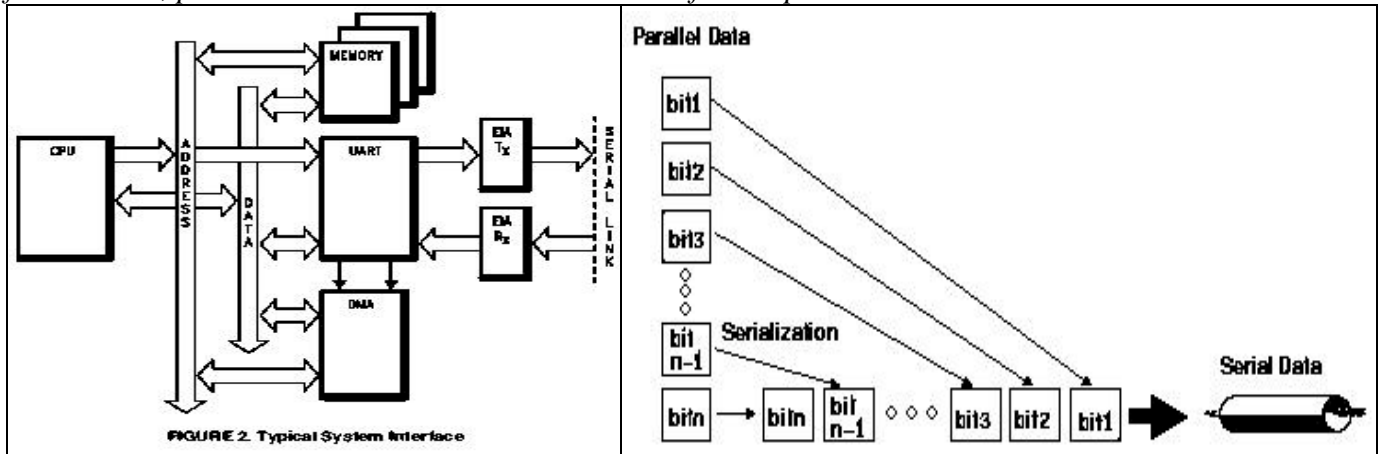 MEMORY
CPU
ADDRESS
DATA
UART
EIA
Tx
EIA
Rx
SERIAL LINK
DMA
FIGURE 2. Typical System Interface
Parallel Data
bit1
bit2
bit3
bit
n-1
Serialization
bitn
bitn
bit
n-1
bit3
bit2
bit1
Serial Data